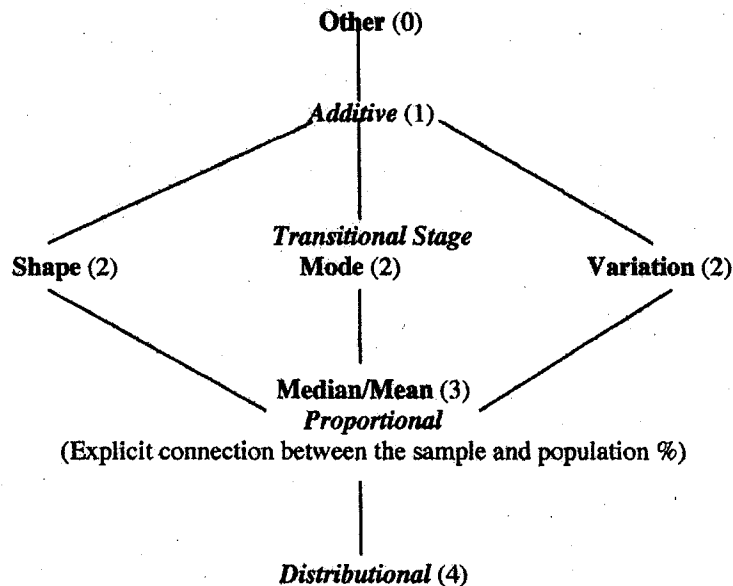 Other (0)
Additive (1)
Transitional Stage
Shape (2) Mode (2) Variation (2)
Median/Mean (3)
Proportional
(Explicit connection between the sample and population %)
Distributional (4)